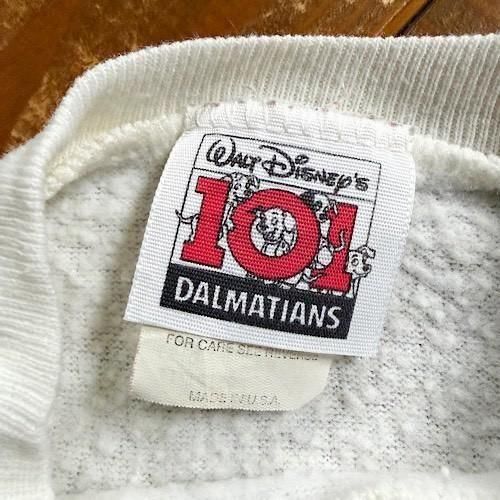 WALT DISNEY'S
101
DALMATIANS
FOR CARE SEE REVERSE
MADE IN U.S.A.